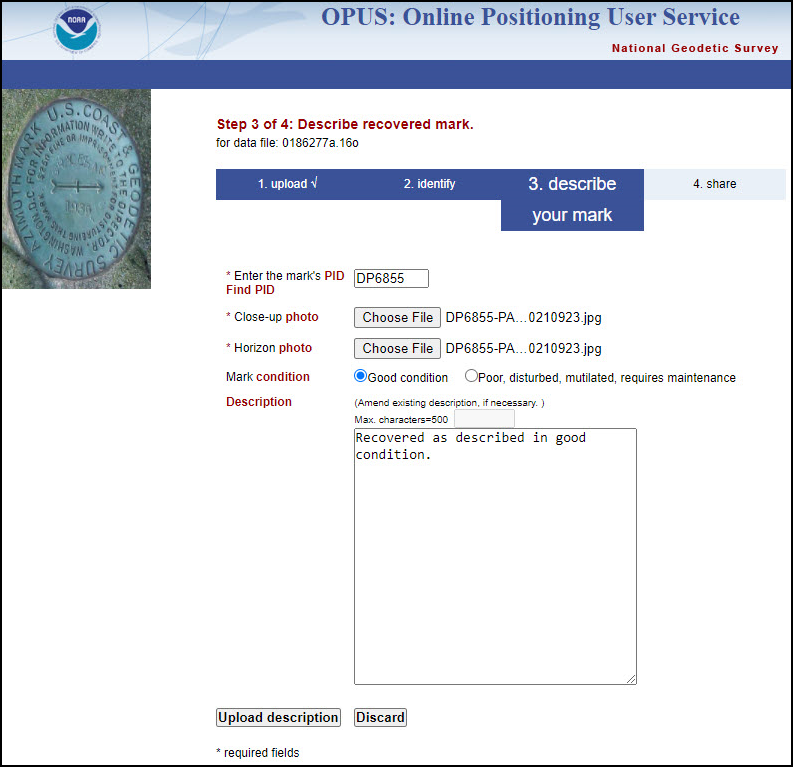 NOAA
OPUS: Online Positioning User Service
National Geodetic Survey
U.S. COAST & GEODETIC SURVEY AZIMUTH MARK
FOR INFORMATION WRITE TO THE DIRECTOR, WASHINGTON, D.C.
1934
Step 3 of 4: Describe recovered mark.
for data file: 0186277a.16o
1. upload √ 2. identify 3. describe your mark 4. share
* Enter the mark's PID DP6855
Find PID
* Close-up photo Choose File DP6855-PA...0210923.jpg
* Horizon photo Choose File DP6855-PA...0210923.jpg
Mark condition Good condition Poor, disturbed, mutilated, requires maintenance
Description (Amend existing description, if necessary. )
Max. characters=500
Recovered as described in good
condition.
Upload description Discard
* required fields